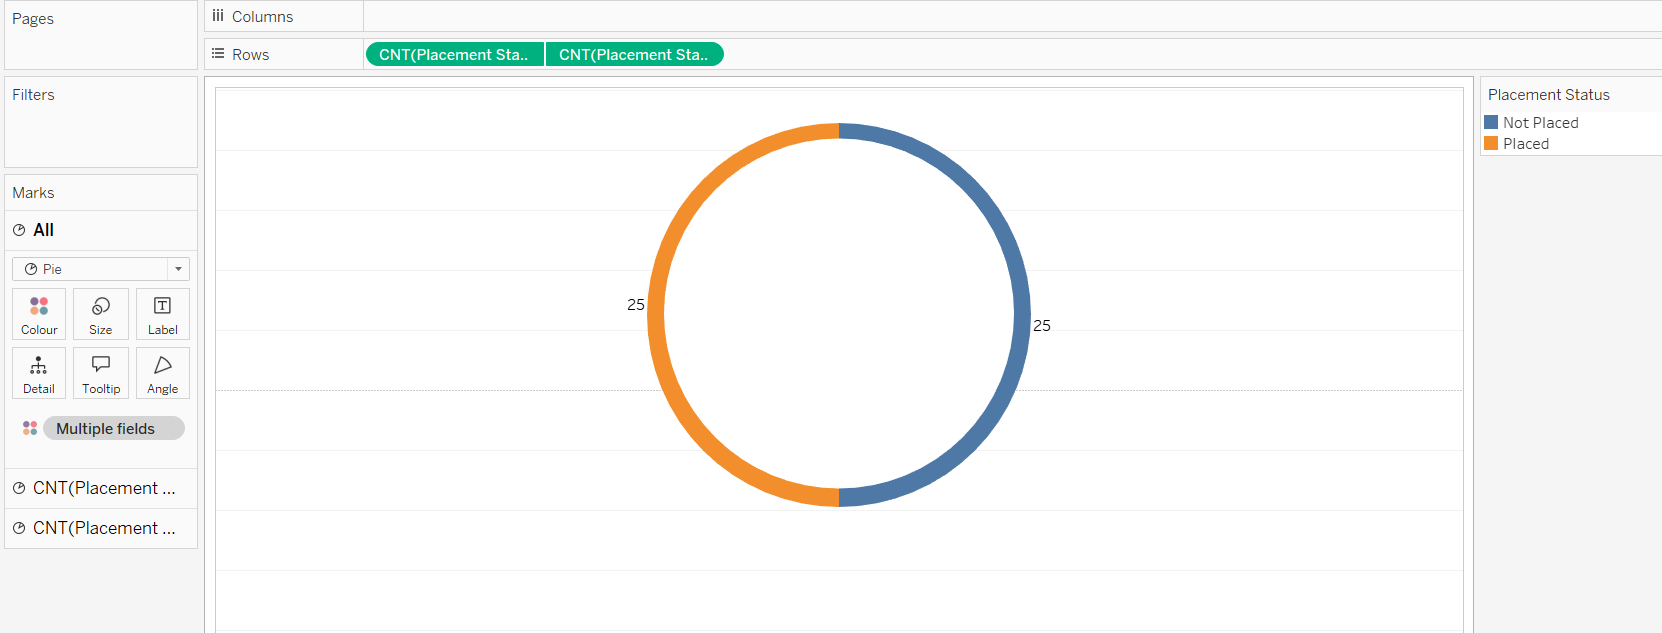 Pages
Columns
Rows
CNT(Placement Sta.. CNT(Placement Sta..
Filters
Marks
All
Pie
Colour Size Label
Detail Tooltip Angle
Multiple fields
CNT(Placement ...
CNT(Placement ...
25
25
Placement Status
Not Placed
Placed